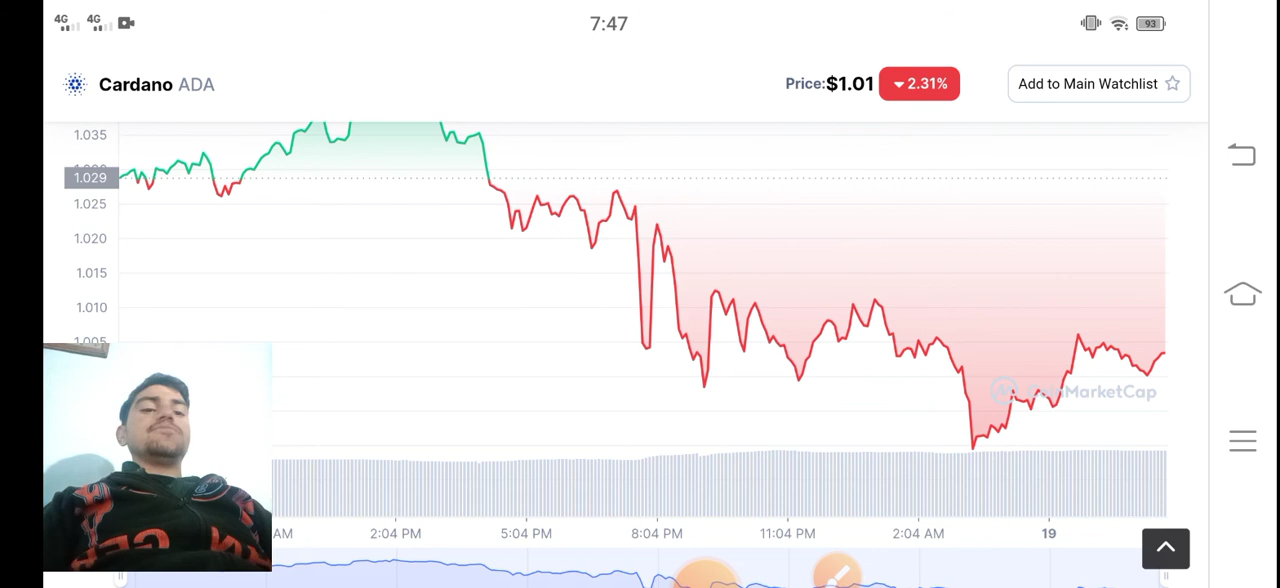 4G 4G 7:47 93
Cardano ADA Price:$1.01 2.31% Add to Main Watchlist
1.035
1.029
1.025
1.020
1.015
1.010
1.005
CoinMarketCap
AM 2:04 PM 5:04 PM 8:04 PM 11:04 PM 2:04 AM 19